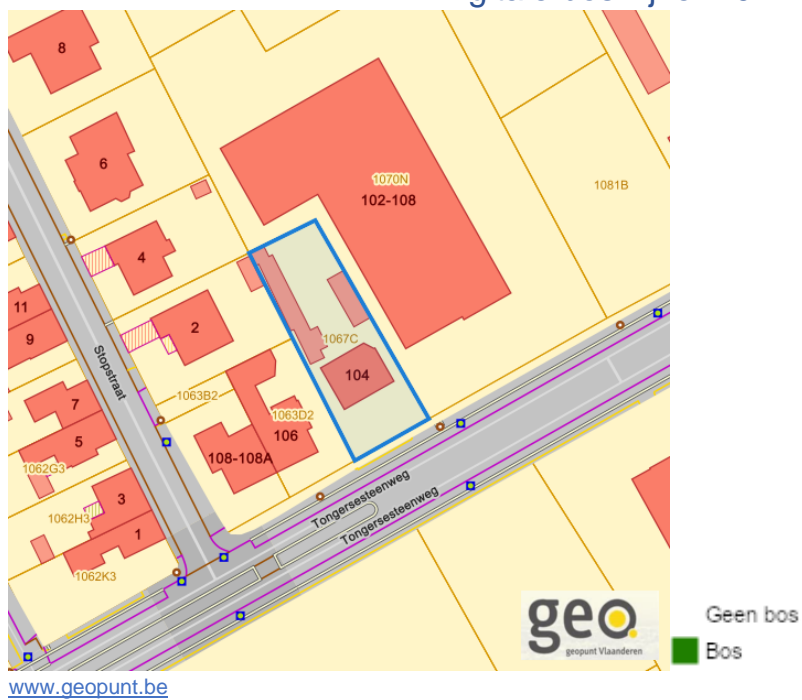 8
6
1070N
102-108
1081B
4
11
2
9
1067C
Stopstraat
104
1063B2
7
1063D2
5
106
108-108A
1062G3
3
1062H3
1
Tongersesteenweg
Tongersesteenweg
1062K3
geo
geopunt Vlaanderen
Geen bos
Bos
www.geopunt.be